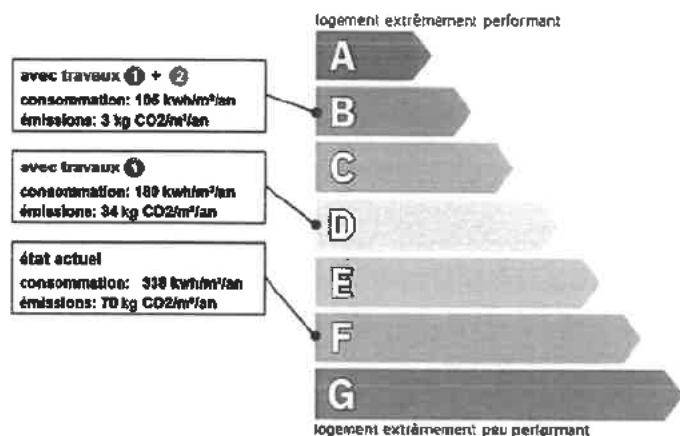 logement extrêmement performant
A
avec travaux 1 + 2
consommation: 105 kwh/m²/an
émissions: 3 kg CO2/m²/an
B
C
avec travaux 1
consommation: 180 kwh/m²/an
émissions: 34 kg CO2/m²/an
D
état actuel
consommation: 338 kwh/m²/an
émissions: 70 kg CO2/m²/an
E
F
G
logement extrêmement peu performant